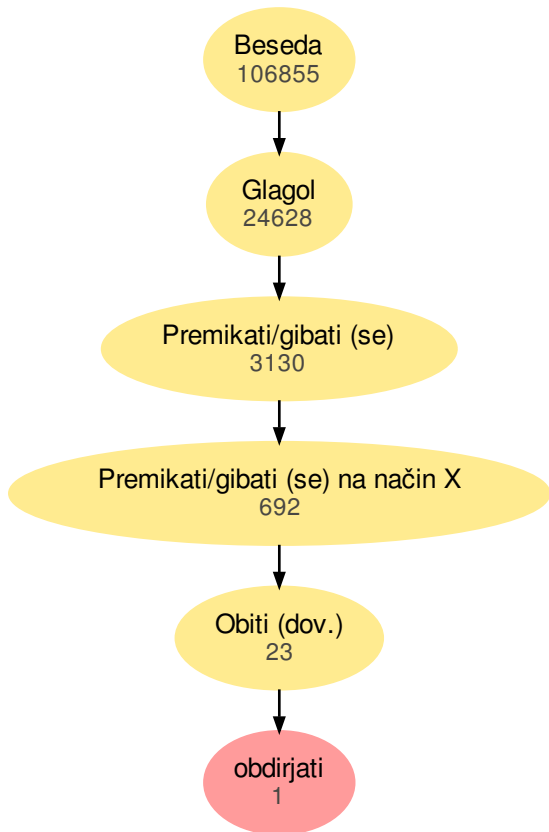 Beseda
106855
Glagol
24628
Premikati/gibati (se)
3130
Premikati/gibati (se) na način X
692
Obiti (dov.)
23
obdirjati
1